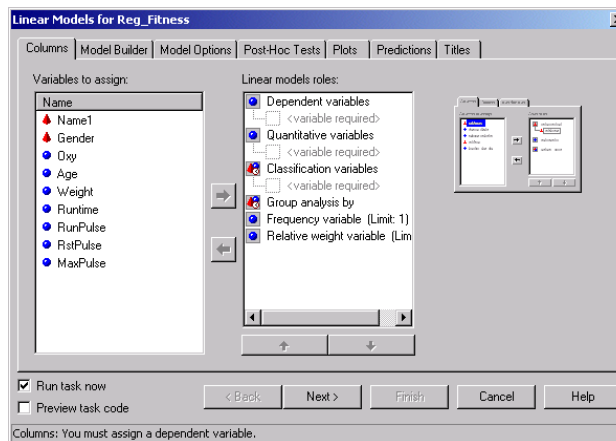 Linear Models for Reg_Fitness
Columns Model Builder Model Options Post-Hoc Tests Plots Predictions Titles
Variables to assign:
Name
Name1
Gender
Oxy
Age
Weight
Runtime
RunPulse
RstPulse
MaxPulse
Linear models roles:
Dependent variables
<variable required>
Quantitative variables
<variable required>
Classification variables
<variable required>
Group analysis by
Frequency variable (Limit: 1)
Relative weight variable (Lim
Run task now
Preview task code
< Back Next > Finish Cancel Help
Columns: You must assign a dependent variable.